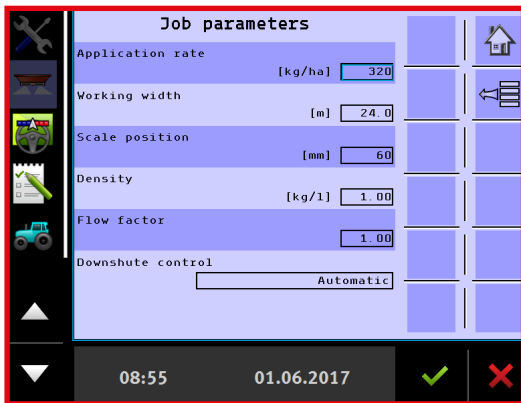 Job parameters
Application rate
[kg/ha] 320
Working width
[m] 24.0
Scale position
[mm] 60
Density
[kg/l] 1.00
Flow factor
1.00
Downshute control
Automatic
08:55 01.06.2017